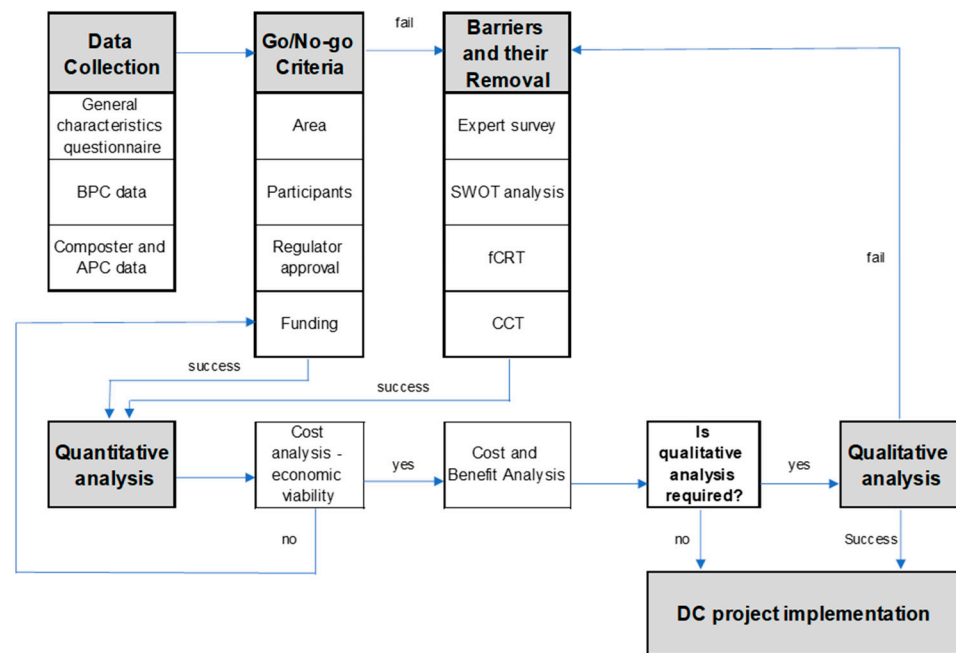 Data
Collection
General
characteristics
questionnaire
BPC data
Composter and
APC data
Go/No-go
Criteria
Area
Participants
Regulator
approval
Funding
fail
Barriers
and their
Removal
Expert survey
SWOT analysis
fCRT
CCT
fail
success
success
Quantitative
analysis
Cost
analysis -
economic
viability
yes
Cost and
Benefit Analysis
Is
qualitative
analysis
required?
yes
Qualitative
analysis
no
no
Success
DC project implementation